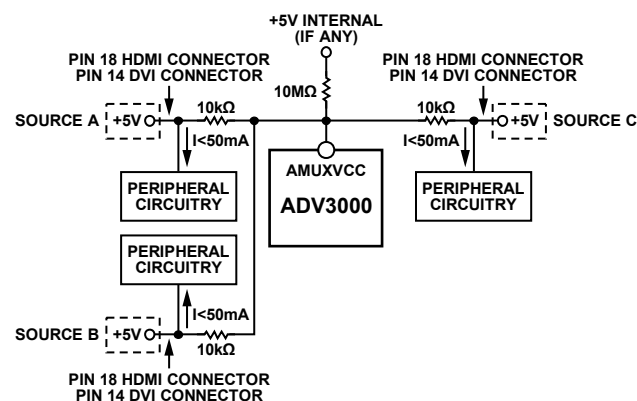 +5V INTERNAL
(IF ANY)
PIN 18 HDMI CONNECTOR
PIN 14 DVI CONNECTOR
PIN 18 HDMI CONNECTOR
PIN 14 DVI CONNECTOR
10MΩ
SOURCE A
+5V
10kΩ
10kΩ
+5V
SOURCE C
I<50mA
I<50mA
PERIPHERAL
CIRCUITRY
AMUXVCC
ADV3000
PERIPHERAL
CIRCUITRY
PERIPHERAL
CIRCUITRY
I<50mA
SOURCE B
+5V
10kΩ
PIN 18 HDMI CONNECTOR
PIN 14 DVI CONNECTOR